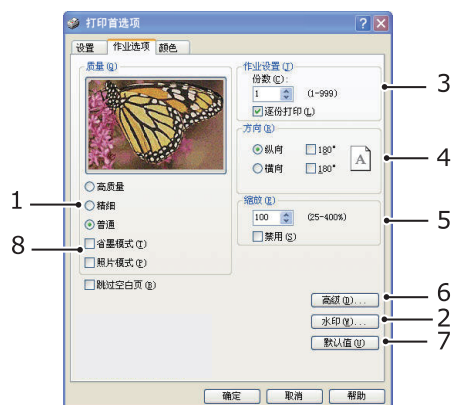 打印首选项
设置 作业选项 颜色
质量(Q)
高质量
精细
普通
省墨模式(T)
照片模式(P)
跳过空白页(B)
作业设置(J)
份数(C):
1 (1-999)
逐份打印(L)
方向(R)
纵向 180°
横向 180°
A
缩放(E)
100 (25-400%)
禁用(S)
高级(D)...
水印(W)...
默认值(U)
确定 取消 帮助
1
8
3
4
5
6
2
7